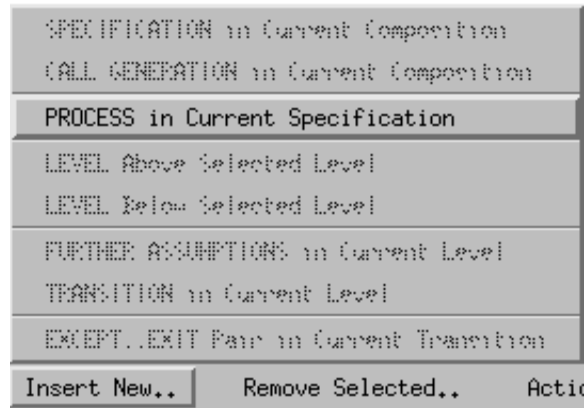 SPECIFICATION in Current Composition
CALL GENERATION in Current Composition
PROCESS in Current Specification
LEVEL Above Selected Level
LEVEL Below Selected Level
FURTHER ASSUMPTIONS in Current Level
TRANSITION in Current Level
EXCEPT..EXIT Pair in Current Transition
Insert New.. Remove Selected..